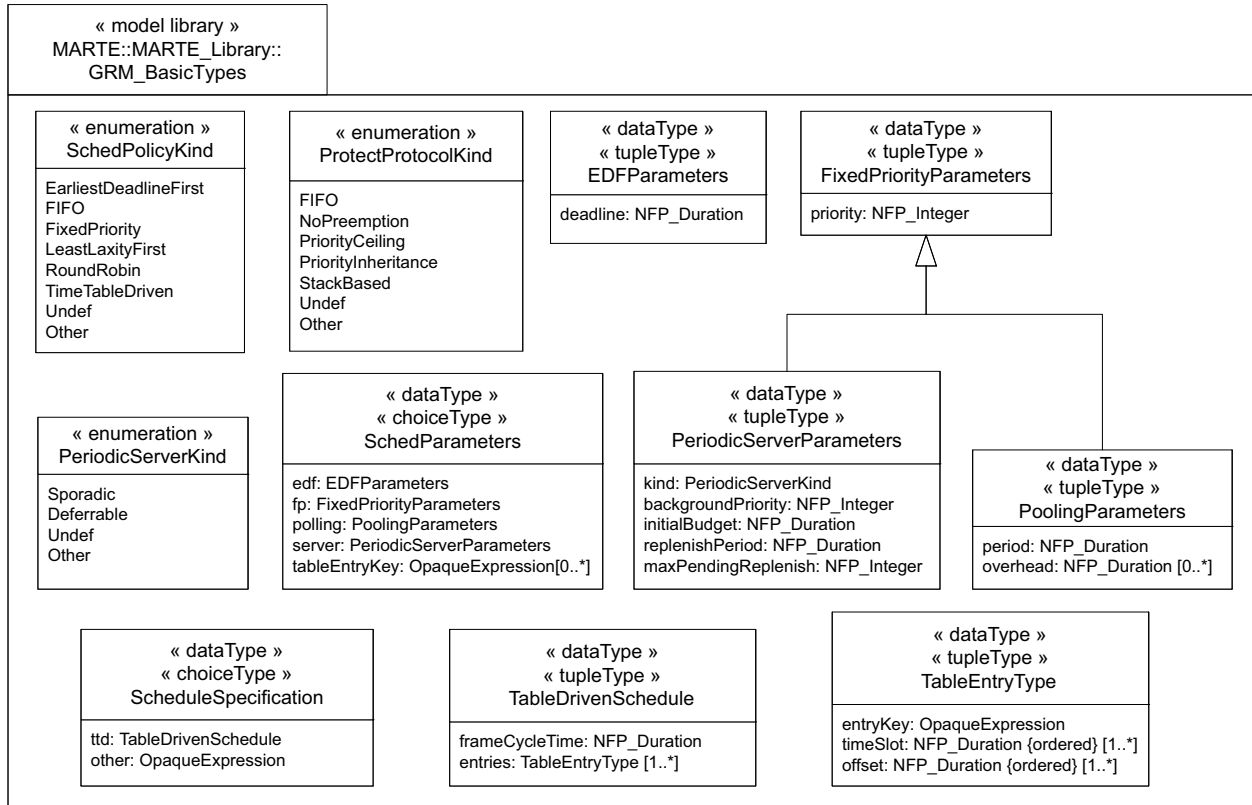 « model library »
MARTE::MARTE_Library::
GRM_BasicTypes
« enumeration »
SchedPolicyKind
EarliestDeadlineFirst
FIFO
FixedPriority
LeastLaxityFirst
RoundRobin
TimeTableDriven
Undef
Other
« enumeration »
ProtectProtocolKind
FIFO
NoPreemption
PriorityCeiling
PriorityInheritance
StackBased
Undef
Other
« dataType »
« tupleType »
EDFParameters
deadline: NFP_Duration
« dataType »
« tupleType »
FixedPriorityParameters
priority: NFP_Integer
« enumeration »
PeriodicServerKind
Sporadic
Deferrable
Undef
Other
« dataType »
« choiceType »
SchedParameters
edf: EDFParameters
fp: FixedPriorityParameters
polling: PoolingParameters
server: PeriodicServerParameters
tableEntryKey: OpaqueExpression[0..*]
« dataType »
« tupleType »
PeriodicServerParameters
kind: PeriodicServerKind
backgroundPriority: NFP_Integer
initialBudget: NFP_Duration
replenishPeriod: NFP_Duration
maxPendingReplenish: NFP_Integer
« dataType »
« tupleType »
PoolingParameters
period: NFP_Duration
overhead: NFP_Duration [0..*]
« dataType »
« choiceType »
ScheduleSpecification
ttd: TableDrivenSchedule
other: OpaqueExpression
« dataType »
« tupleType »
TableDrivenSchedule
frameCycleTime: NFP_Duration
entries: TableEntryType [1..*]
« dataType »
« tupleType »
TableEntryType
entryKey: OpaqueExpression
timeSlot: NFP_Duration {ordered} [1..*]
offset: NFP_Duration {ordered} [1..*]